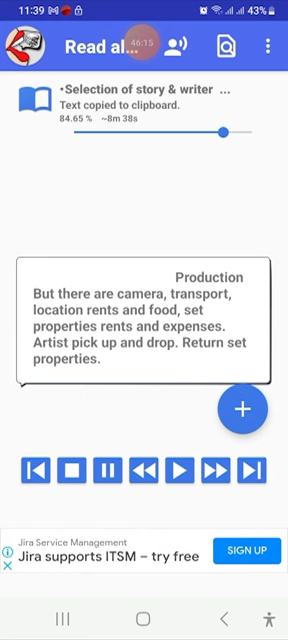 11:39 43%
Read al...
46:15
•Selection of story & writer ...
Text copied to clipboard.
84.65 % ~8m 38s
Production
But there are camera, transport,
location rents and food, set
properties rents and expenses.
Artist pick up and drop. Return set
properties.
+
Jira Service Management
Jira supports ITSM – try free
SIGN UP